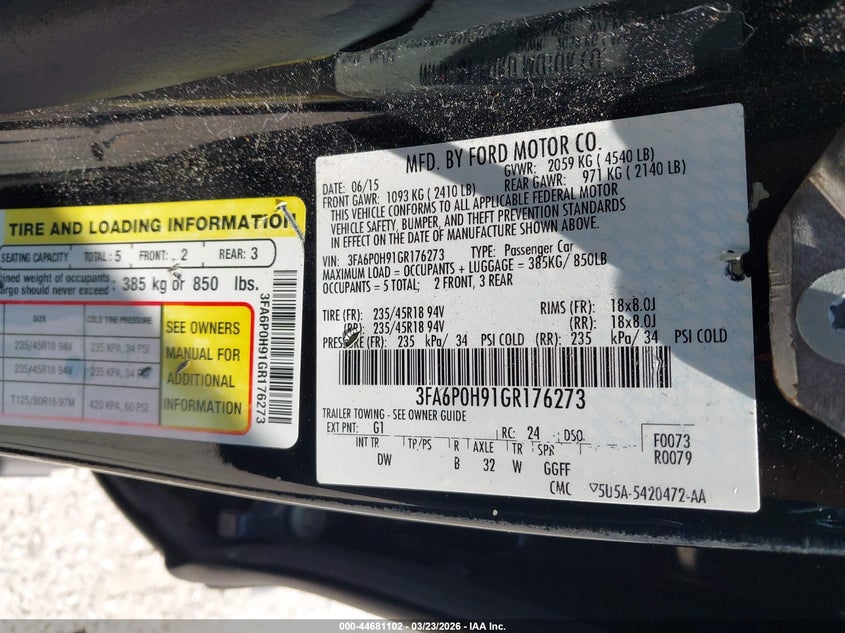 MFD. BY FORD MOTOR CO.
DATE: 06/15 GVWR: 2059 KG ( 4540 LB)
FRONT GAWR: 1093 KG ( 2410 LB) REAR GAWR: 971 KG ( 2140 LB)
THIS VEHICLE CONFORMS TO ALL APPLICABLE FEDERAL MOTOR
VEHICLE SAFETY, BUMPER, AND THEFT PREVENTION STANDARDS
IN EFFECT ON THE DATE OF MANUFACTURE SHOWN ABOVE.
VIN: 3FA6P0H91GR176273 TYPE: Passenger Car
MAXIMUM LOAD = OCCUPANTS + LUGGAGE = 385KG/ 850LB
OCCUPANTS = 5 TOTAL; 2 FRONT, 3 REAR
TIRE (FR): 235/45R18 94V RIMS (FR): 18x8.0J
(RR): 235/45R18 94V (RR): 18x8.0J
PRESSURE (FR): 235 kPa/ 34 PSI COLD (RR): 235 kPa/ 34 PSI COLD
3FA6P0H91GR176273
TRAILER TOWING - SEE OWNER GUIDE
EXT PNT: G1 RC: 24 DSO: F0073
R0079
INT TR TP/PS R AXLE TR SPR
DW B 32 W GGFF
CMC ▽5U5A-5420472-AA
TIRE AND LOADING INFORMATION
SEATING CAPACITY TOTAL: 5 FRONT: 2 REAR: 3
weight of occupants
should never exceed: 385 kg or 850 lbs.
SIZE COLD TIRE PRESSURE
235/45R18 94V 235 KPA, 34 PSI
235/45R18 94V 235 KPA, 34
T125/80R16 97M 420 KPA, 60 PSI
SEE OWNERS
MANUAL FOR
ADDITIONAL
INFORMATION
3FA6P0H91GR176273
000-44681102 - 03/23/2026 - IAA Inc.